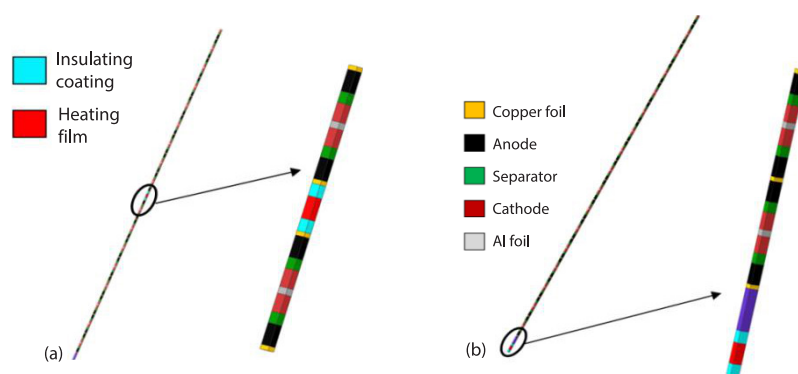 Insulating
coating
Heating
film
(a)
Copper foil
Anode
Separator
Cathode
Al foil
(b)